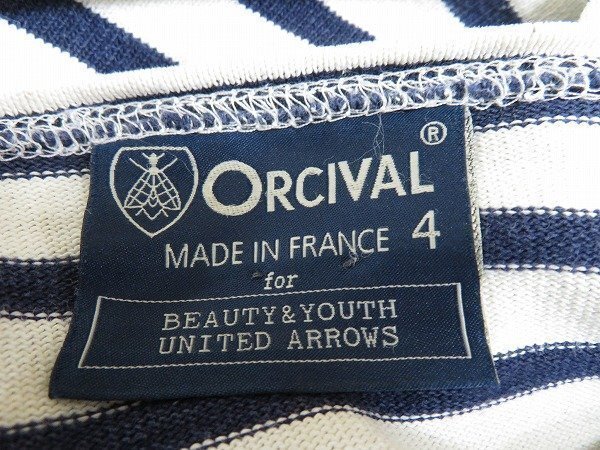 ORCIVAL ®
MADE IN FRANCE 4
for
BEAUTY&YOUTH
UNITED ARROWS